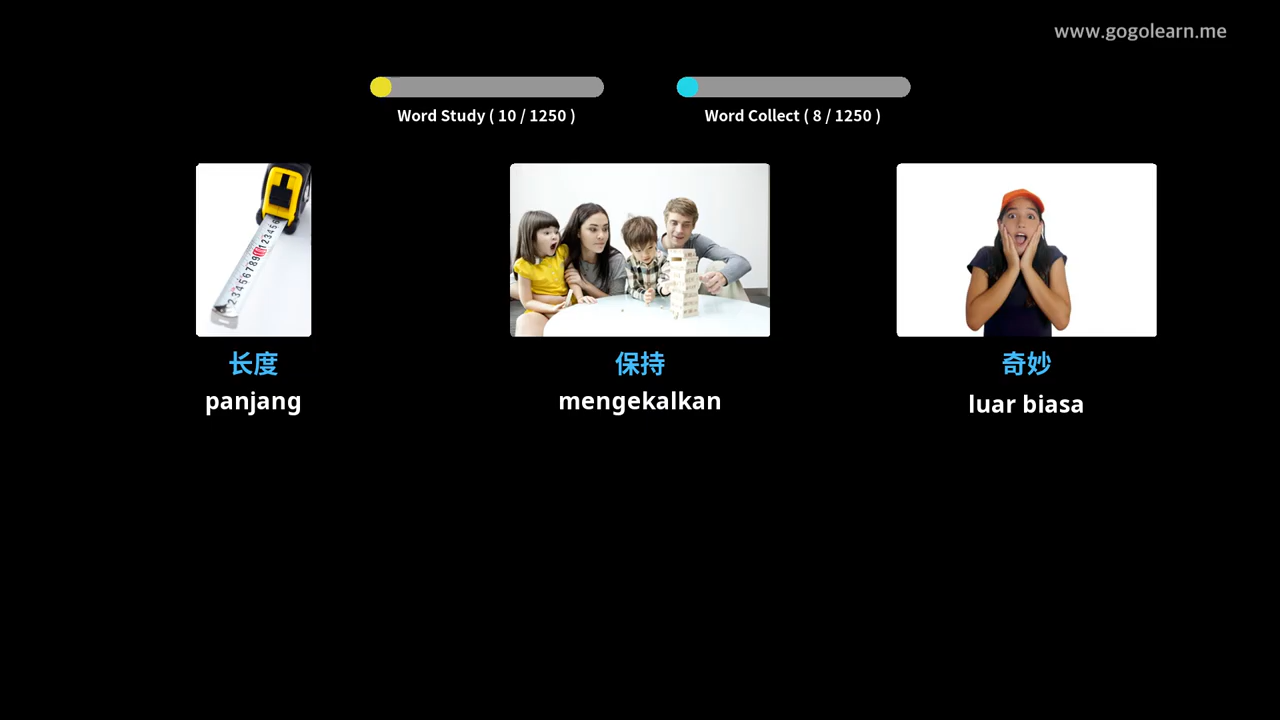 www.gogolearn.me
Word Study ( 10 / 1250 )
Word Collect ( 8 / 1250 )
长度
保持
奇妙
panjang
mengekalkan
luar biasa